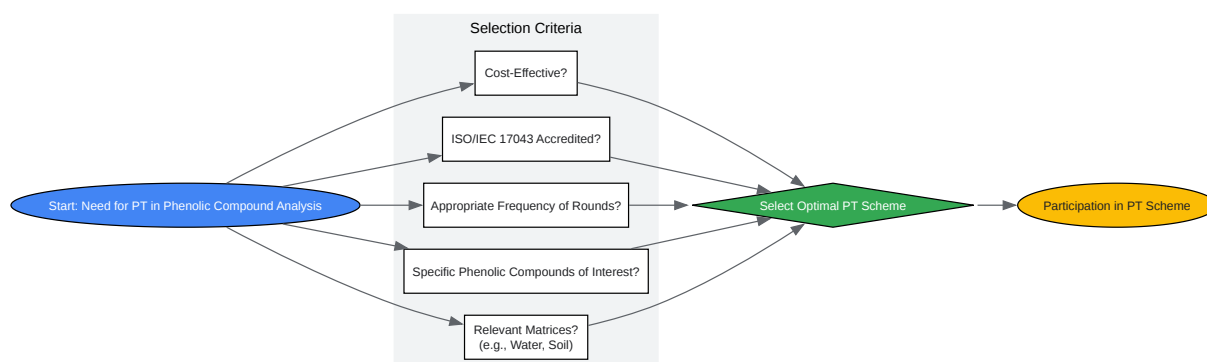 Selection Criteria
Cost-Effective?
ISO/IEC 17043 Accredited?
Start: Need for PT in Phenolic Compound Analysis
Appropriate Frequency of Rounds?
Select Optimal PT Scheme
Participation in PT Scheme
Specific Phenolic Compounds of Interest?
Relevant Matrices?
(e.g., Water, Soil)